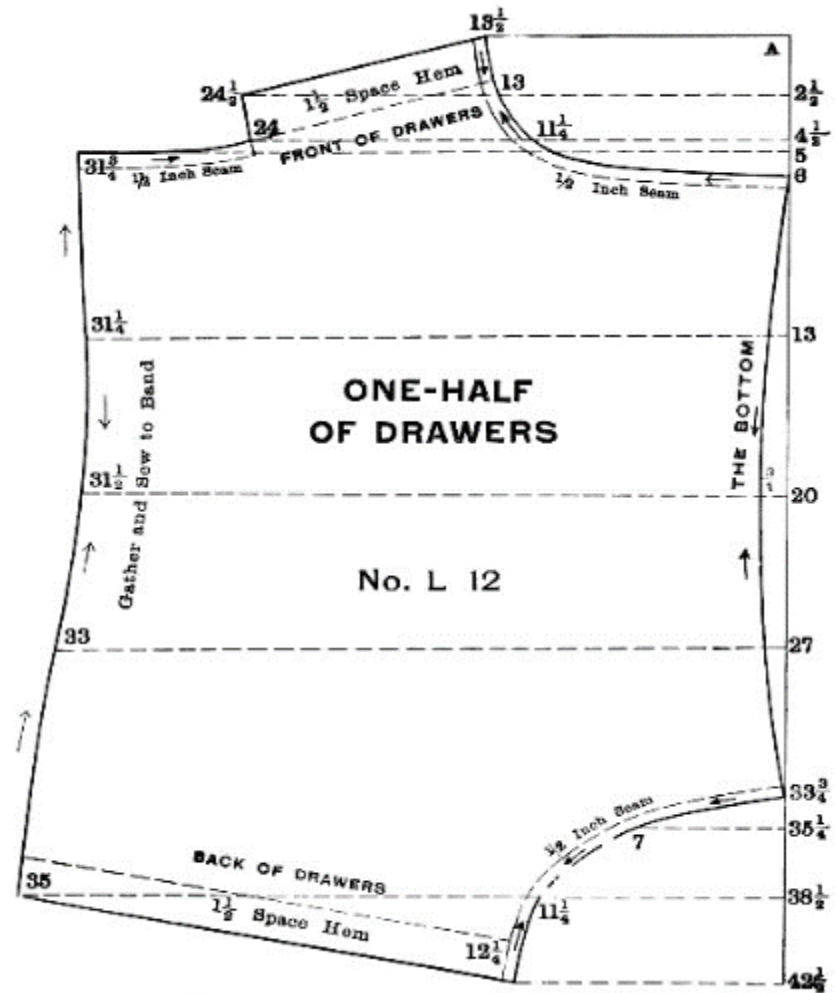 13½
A
24½
1½ Space Hem
13
2½
24
FRONT OF DRAWERS
11¼
4½
5
31¾
½ Inch Seam
½ Inch Seam
6
31¼
13
ONE-HALF
OF DRAWERS
THE BOTTOM
Gather and Sew to Band
31½
20
No. L 12
33
27
33¾
½ Inch Seam
35¼
7
BACK OF DRAWERS
35
1½ Space Hem
11¼
38½
12¼
42½